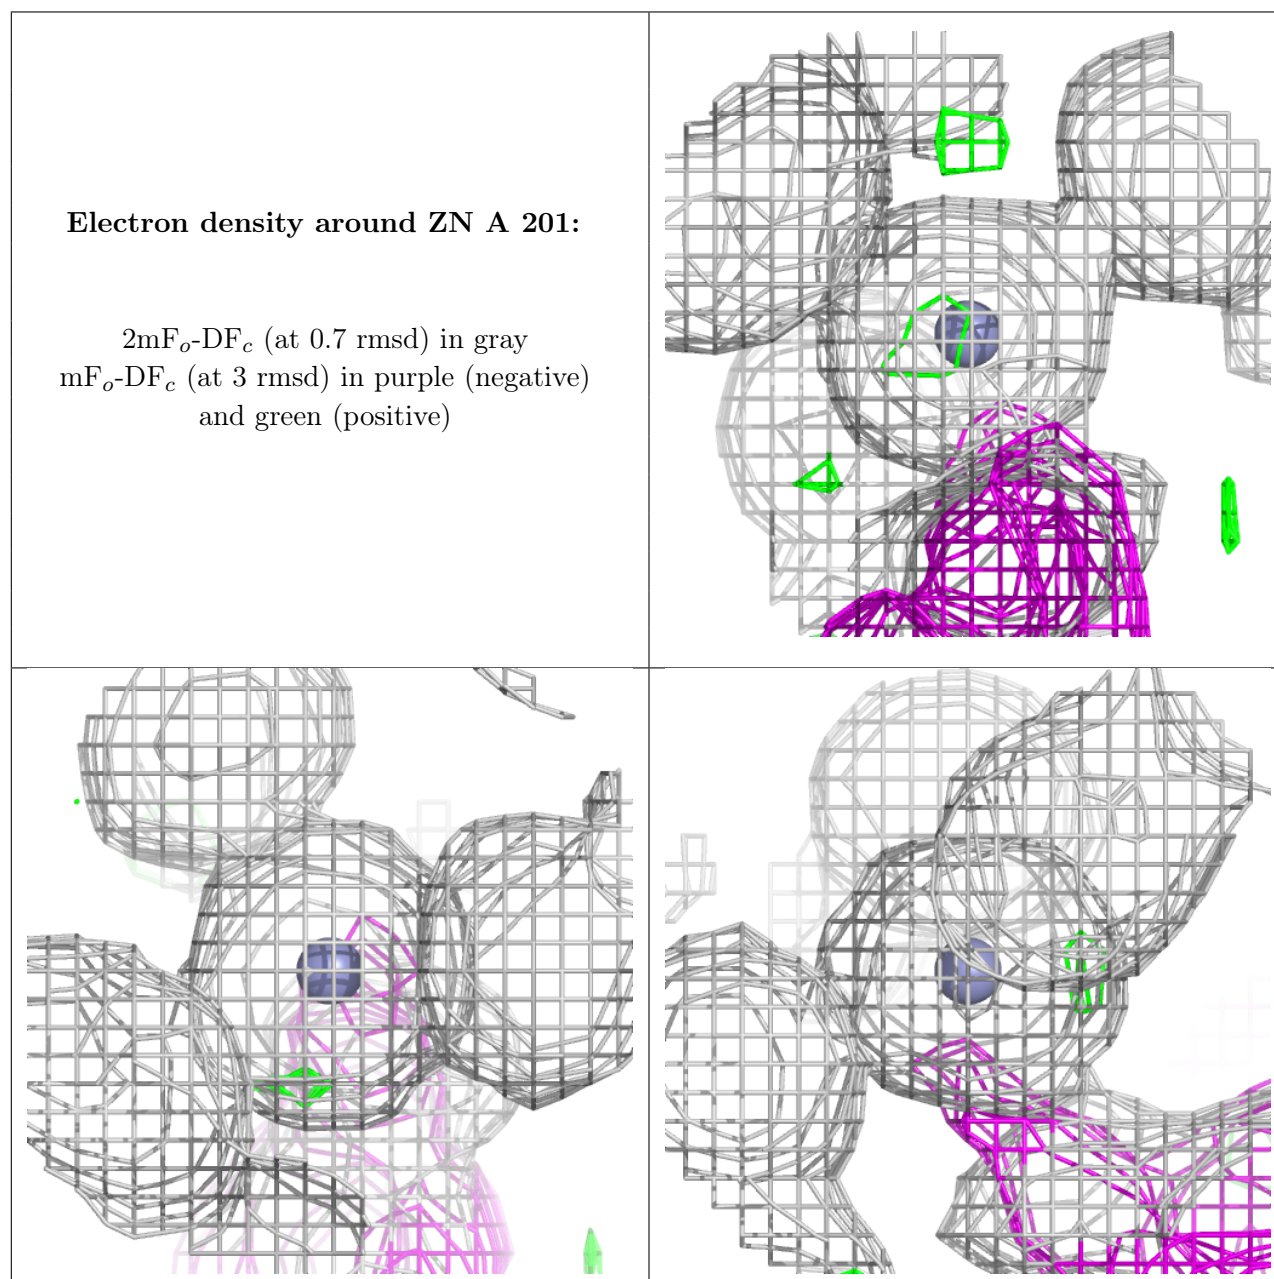 Electron density around ZN A 201:
2mFo-DFc (at 0.7 rmsd) in gray
mFo-DFc (at 3 rmsd) in purple (negative)
and green (positive)